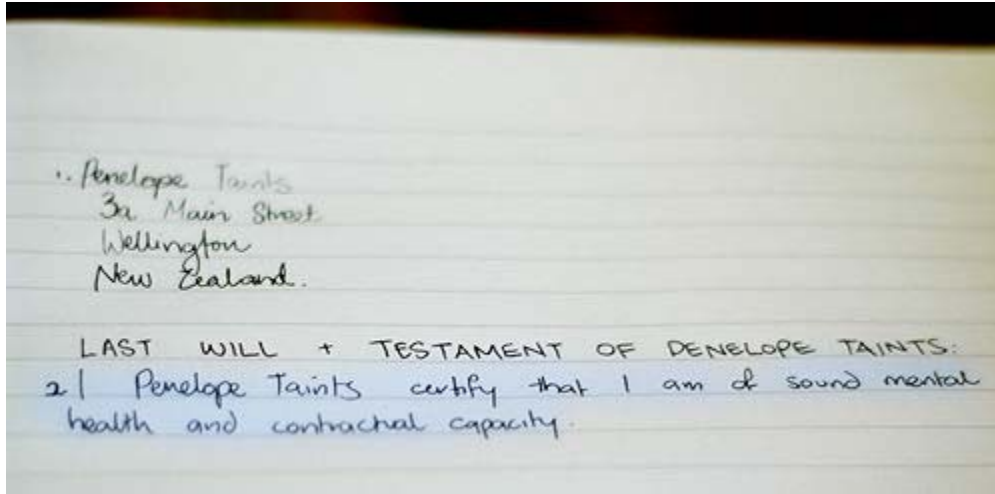 1. Penelope Taints
3a Main Street
Wellington
New Zealand.
LAST WILL + TESTAMENT OF PENELOPE TAINTS:
2 I Penelope Taints certify that I am of sound mental
health and contractual capacity.